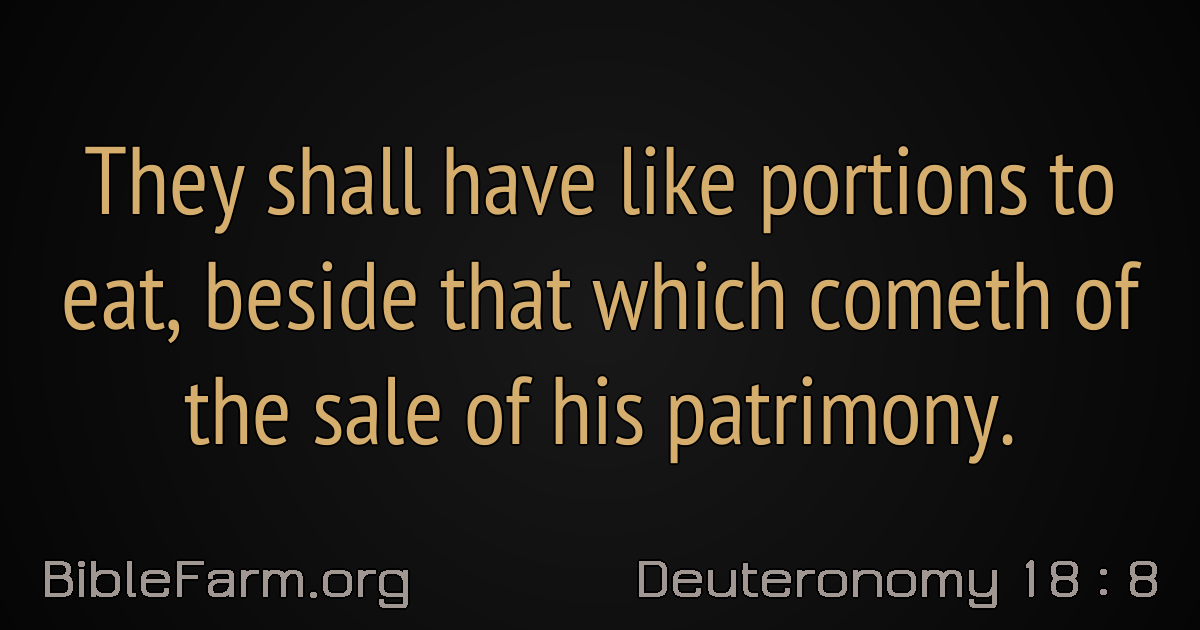 They shall have like portions to
eat, beside that which cometh of
the sale of his patrimony.
BibleFarm.org
Deuteronomy 18 : 8